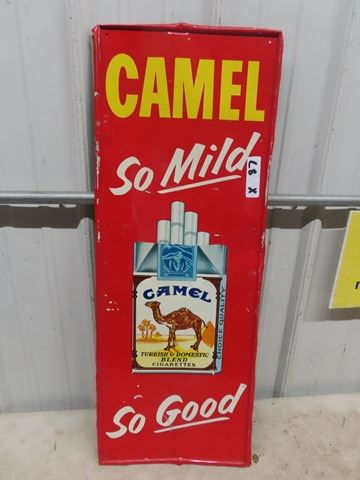 CAMEL
So Mild
X 87
CAMEL
CHOICE QUALITY
TURKISH & DOMESTIC
BLEND
CIGARETTES
So Good